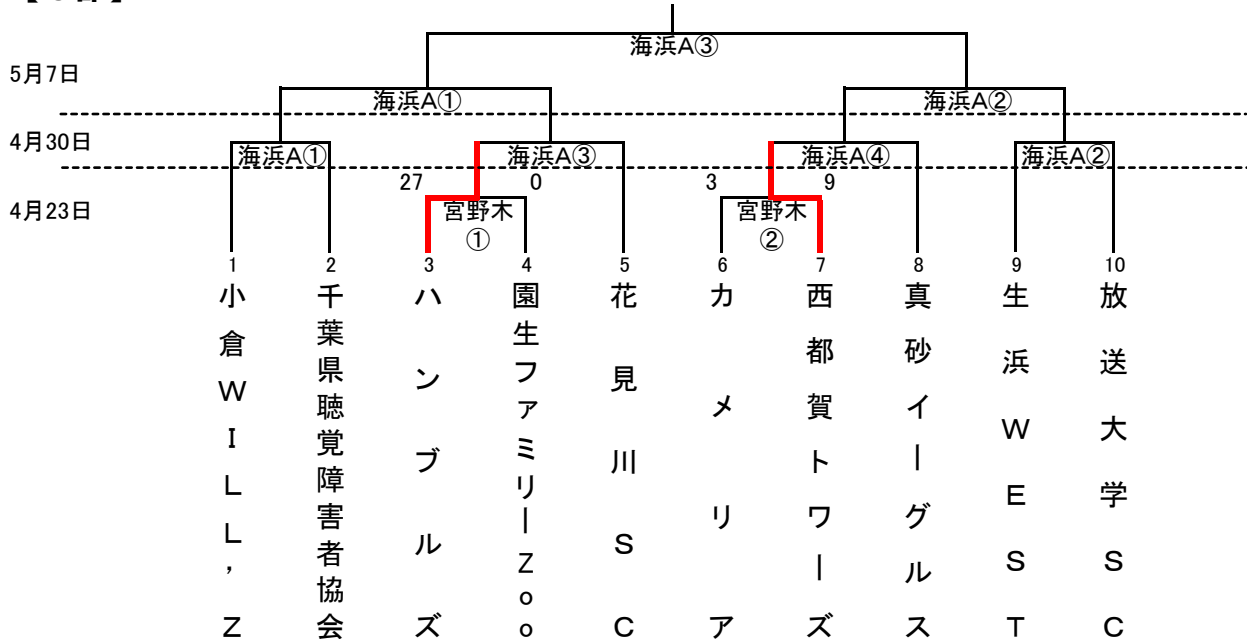 海浜A③
5月7日
海浜A①
海浜A②
4月30日
海浜A①
海浜A③
海浜A④
海浜A②
27
0
3
9
4月23日
宮野木
①
宮野木
②
1
2
3
4
5
6
7
8
9
10
小倉WILL'Z
千葉県聴覚障害者協会
ハンブルズ
園生ファミリーZoo
花見川SC
カメリア
西都賀トワーズ
真砂イーグルス
生浜WEST
放送大学SC